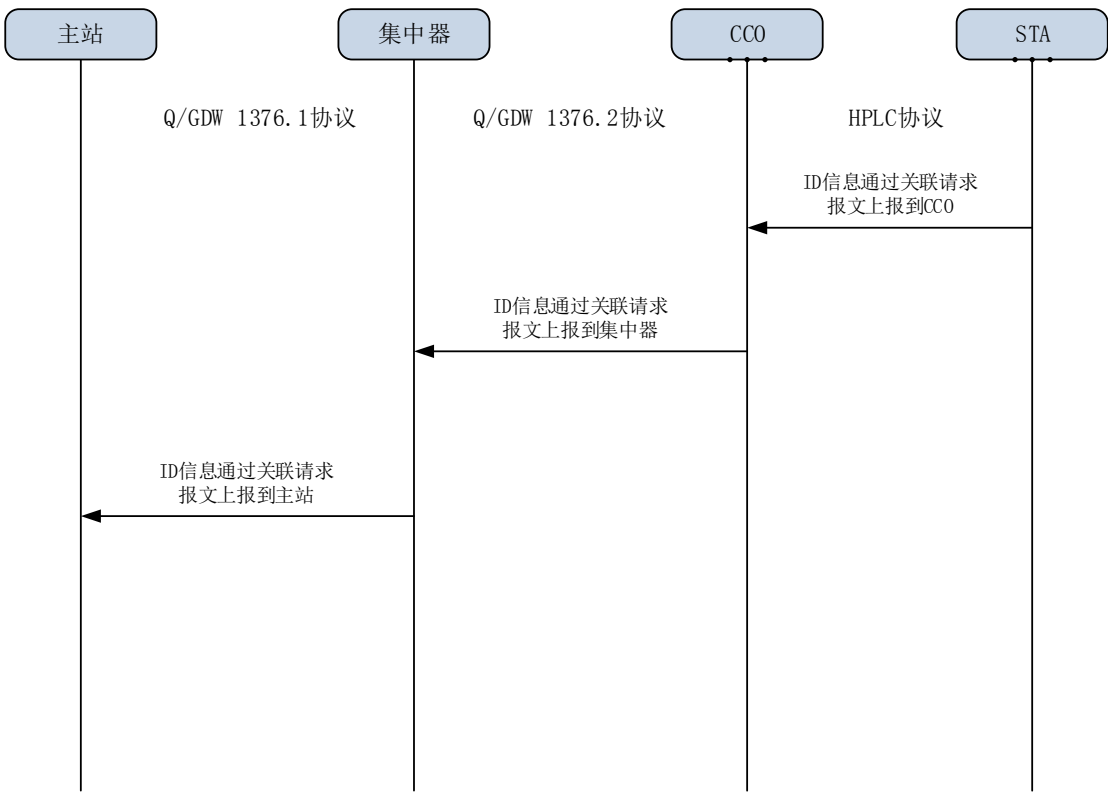 主站
集中器
CCO
STA
Q/GDW 1376.1协议
Q/GDW 1376.2协议
HPLC协议
ID信息通过关联请求
报文上报到CCO
ID信息通过关联请求
报文上报到集中器
ID信息通过关联请求
报文上报到主站